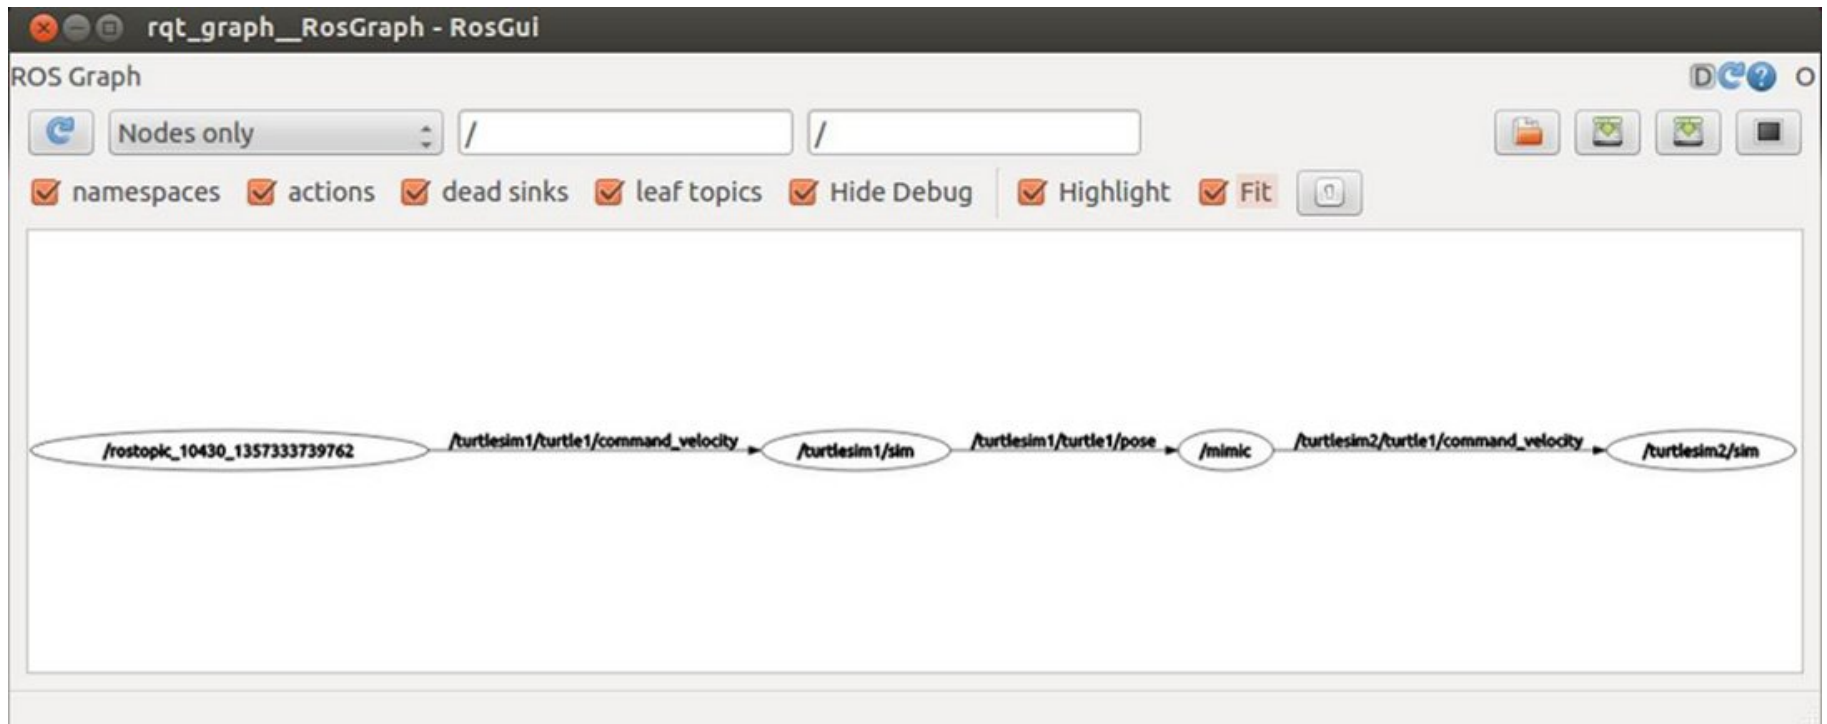 rqt_graph__RosGraph - RosGui
ROS Graph D ? O
Nodes only / /
namespaces actions dead sinks leaf topics Hide Debug Highlight Fit
/rostopic_10430_1357333739762 /turtlesim1/turtle1/command_velocity /turtlesim1/sim /turtlesim1/turtle1/pose /mimic /turtlesim2/turtle1/command_velocity /turtlesim2/sim